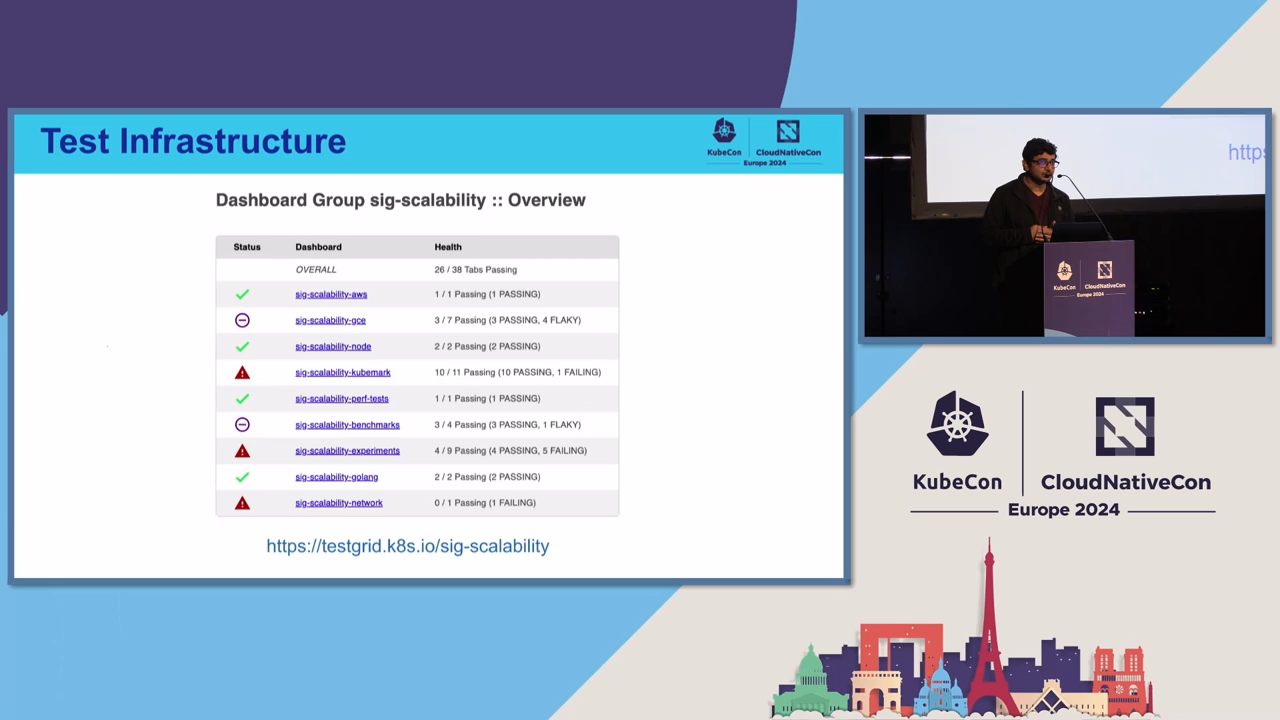 Test Infrastructure
KubeCon
CloudNativeCon
Europe 2024
Dashboard Group sig-scalability :: Overview
Status Dashboard Health
OVERALL 26 / 38 Tabs Passing
sig-scalability-aws 1 / 1 Passing (1 PASSING)
sig-scalability-gce 3 / 7 Passing (3 PASSING, 4 FLAKY)
sig-scalability-node 2 / 2 Passing (2 PASSING)
sig-scalability-kubemark 10 / 11 Passing (10 PASSING, 1 FAILING)
sig-scalability-perf-tests 1 / 1 Passing (1 PASSING)
sig-scalability-benchmarks 3 / 4 Passing (3 PASSING, 1 FLAKY)
sig-scalability-experiments 4 / 9 Passing (4 PASSING, 5 FAILING)
sig-scalability-golang 2 / 2 Passing (2 PASSING)
sig-scalability-network 0 / 1 Passing (1 FAILING)
https://testgrid.k8s.io/sig-scalability
https
KubeCon
CloudNativeCon
Europe 2024
KubeCon
CloudNativeCon
Europe 2024